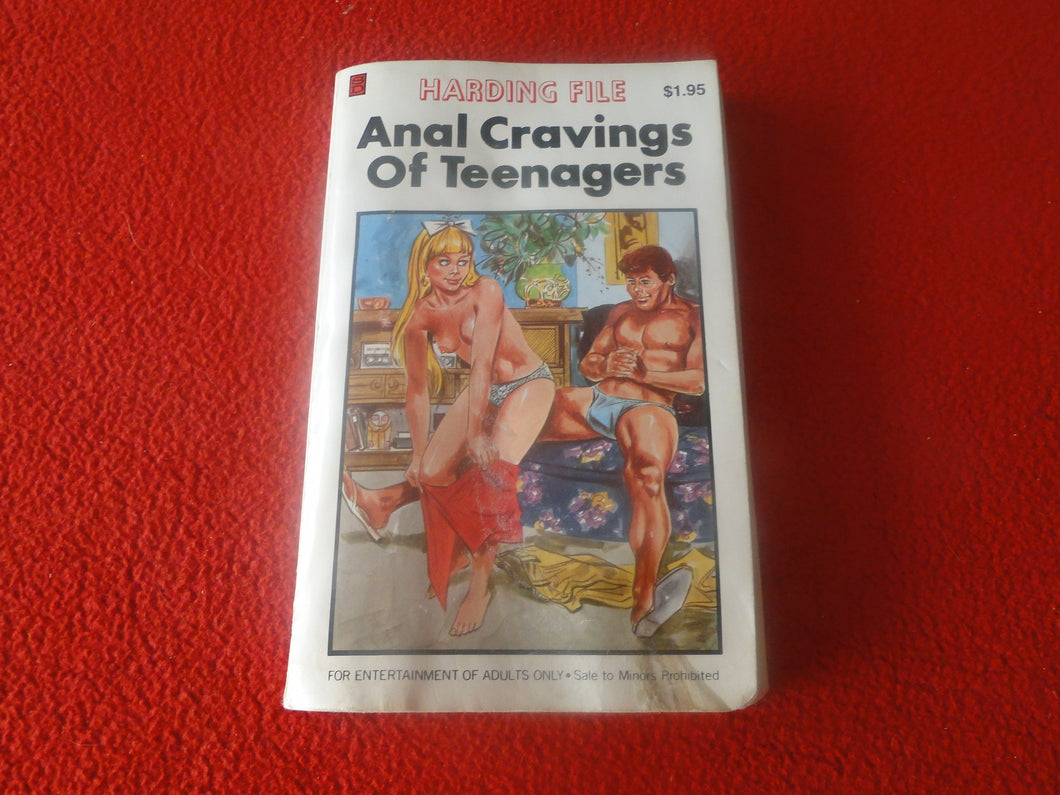 HARDING FILE
$1.95
Anal Cravings
Of Teenagers
FOR ENTERTAINMENT OF ADULTS ONLY • Sale to Minors Prohibited